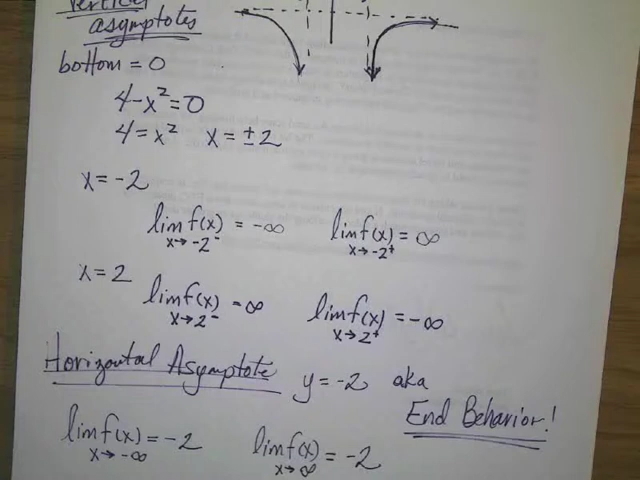 Vertical
asymptotes
bottom = 0
4-x²=0
4=x² x=±2
x=-2
lim f(x) = -∞ lim f(x) = ∞
x→-2⁻ x→-2⁺
x=2
lim f(x) = ∞ lim f(x) = -∞
x→2⁻ x→2⁺
Horizontal Asymptote y=-2 aka
End Behavior!
lim f(x) = -2 lim f(x) = -2
x→-∞ x→∞